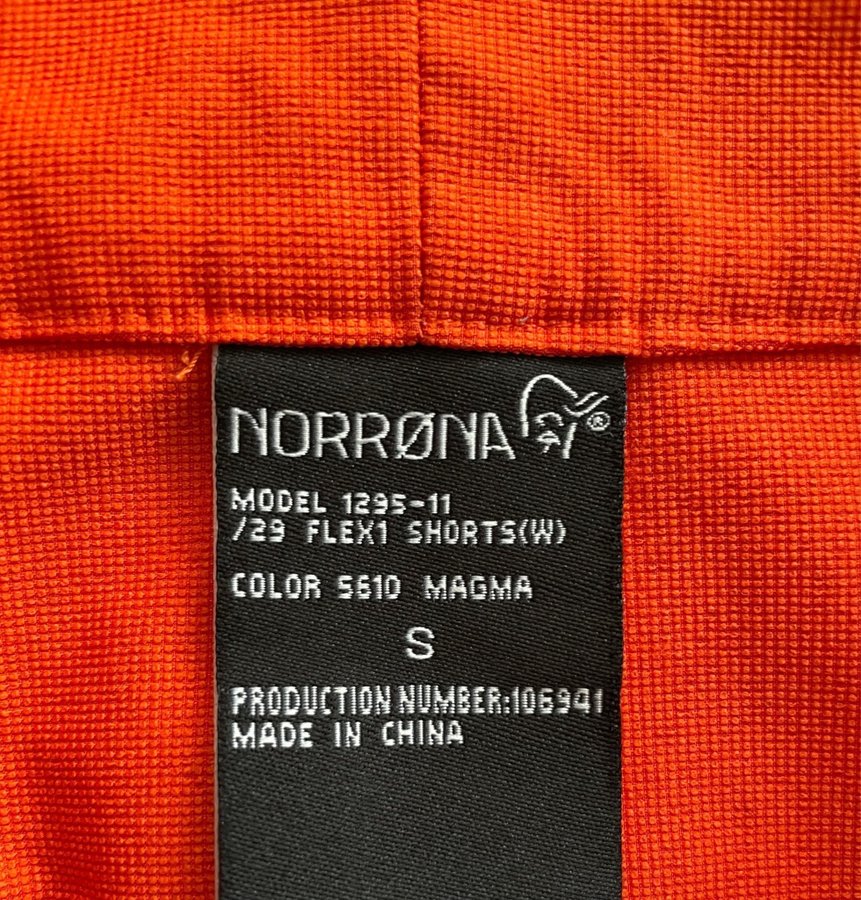 NORRØNA ®
MODEL 1295-11
/29 FLEX1 SHORTS(W)
COLOR 5610 MAGMA
S
PRODUCTION NUMBER:106941
MADE IN CHINA